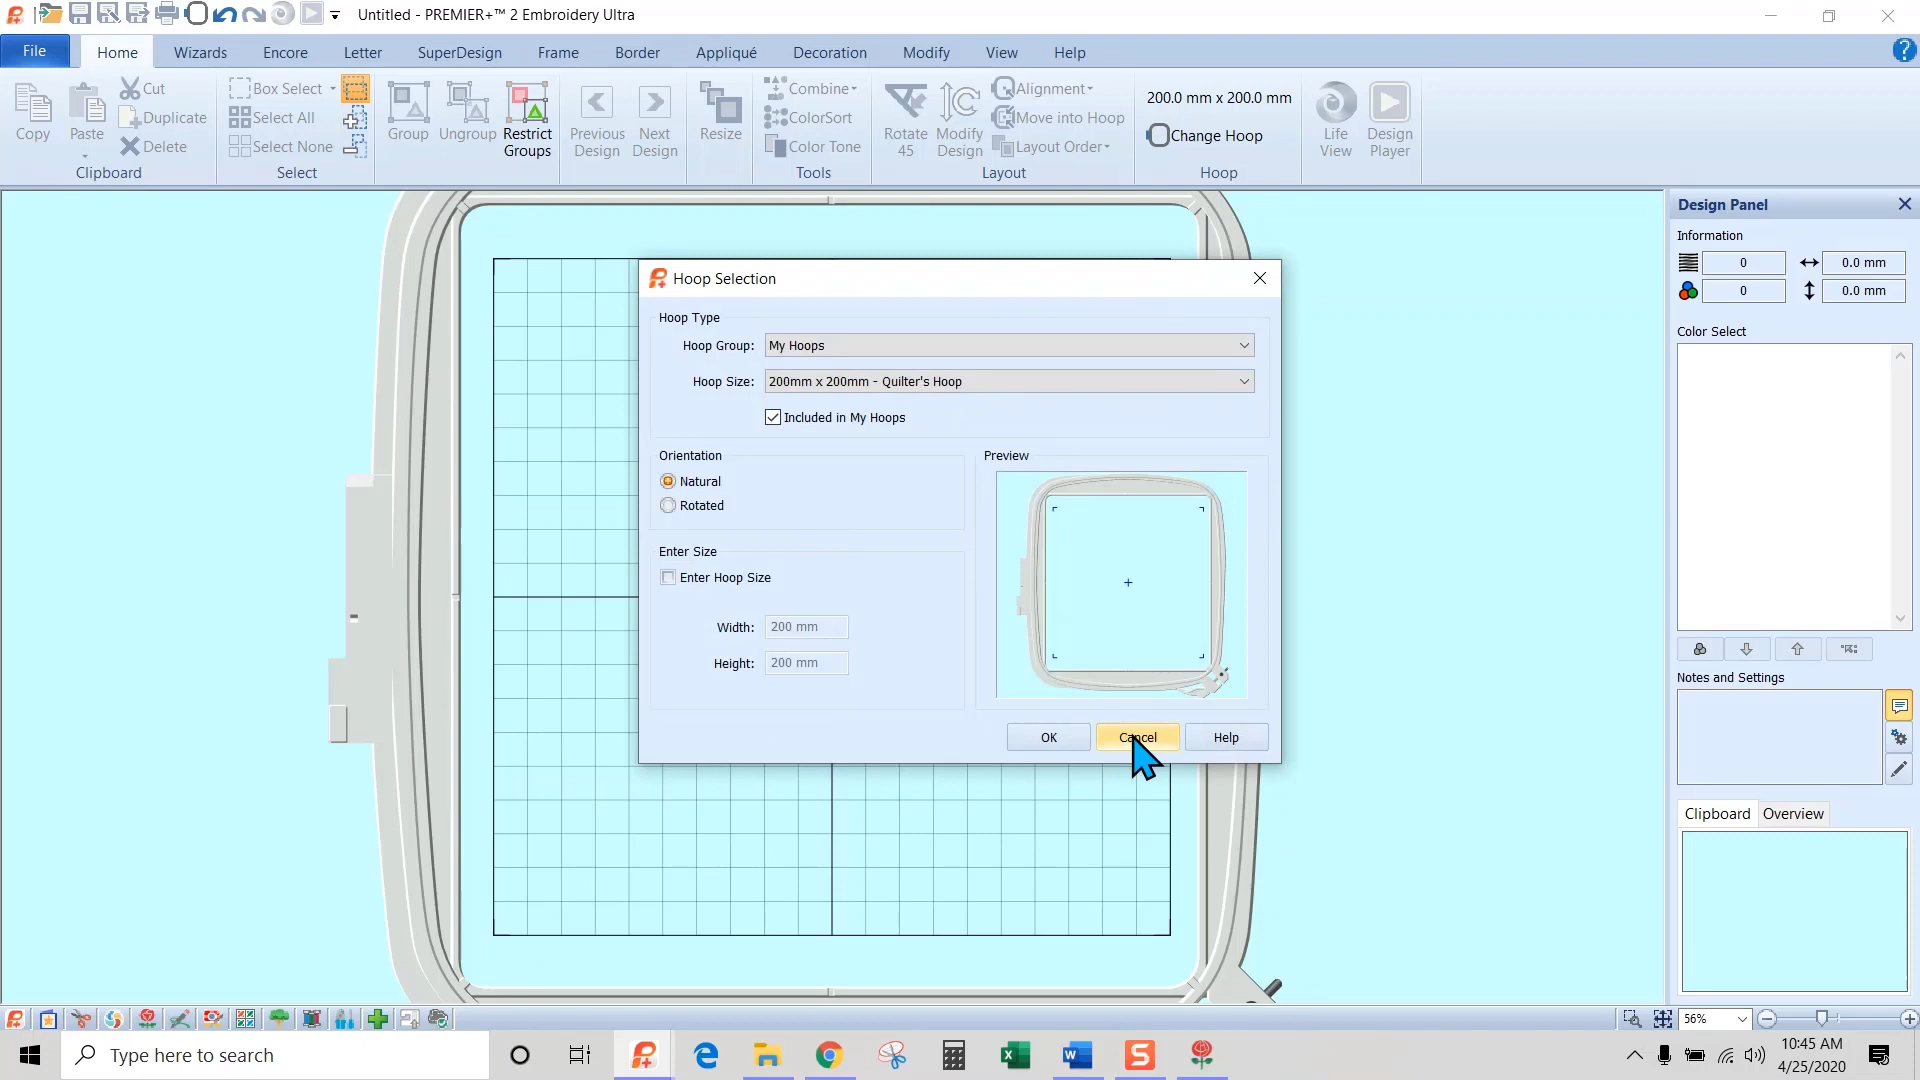 Untitled - PREMIER+™ 2 Embroidery Ultra
File Home Wizards Encore Letter SuperDesign Frame Border Appliqué Decoration Modify View Help
Copy
Paste
Cut
Duplicate
Delete
Clipboard
Box Select
Select All
Select None
Select
Group
Ungroup
Restrict
Groups
Previous
Design
Next
Design
Resize
Combine
ColorSort
Color Tone
Tools
Rotate
45
Modify
Design
Alignment
Move into Hoop
Layout Order
Layout
200.0 mm x 200.0 mm
Change Hoop
Hoop
Life
View
Design
Player
Hoop Selection
Hoop Type
Hoop Group: My Hoops
Hoop Size: 200mm x 200mm - Quilter's Hoop
Included in My Hoops
Orientation
Natural
Rotated
Enter Size
Enter Hoop Size
Width: 200 mm
Height: 200 mm
Preview
OK Cancel Help
Design Panel
Information
0 0.0 mm
0 0.0 mm
Color Select
Notes and Settings
Clipboard Overview
56%
Type here to search
10:45 AM
4/25/2020